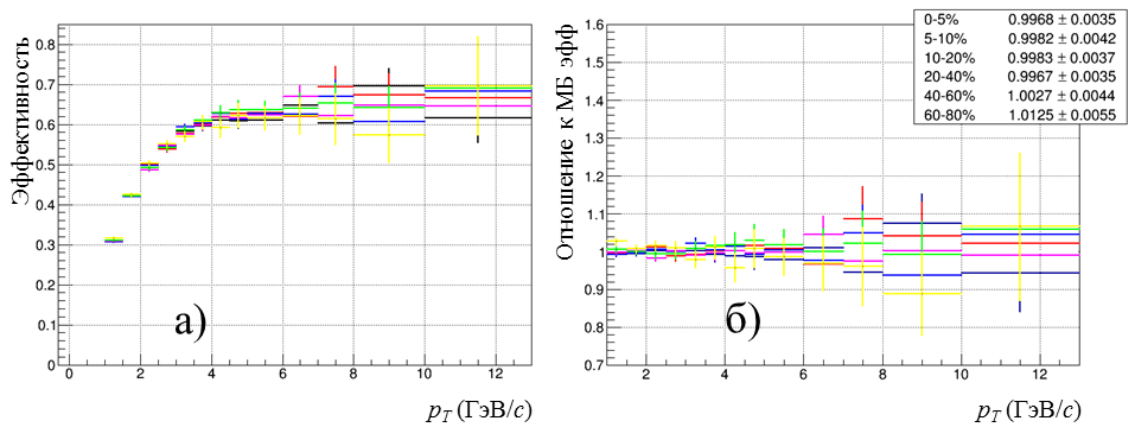 Эффективность
0.8
0.7
0.6
0.5
0.4
0.3
0.2
0.1
0
0 2 4 6 8 10 12
а)
p_T (ГэВ/c)
Отношение к МБ эфф
1.6
1.5
1.4
1.3
1.2
1.1
1
0.9
0.8
0.7
2 4 6 8 10 12
б)
p_T (ГэВ/c)
0-5% 0.9968 ± 0.0035
5-10% 0.9982 ± 0.0042
10-20% 0.9983 ± 0.0037
20-40% 0.9967 ± 0.0035
40-60% 1.0027 ± 0.0044
60-80% 1.0125 ± 0.0055